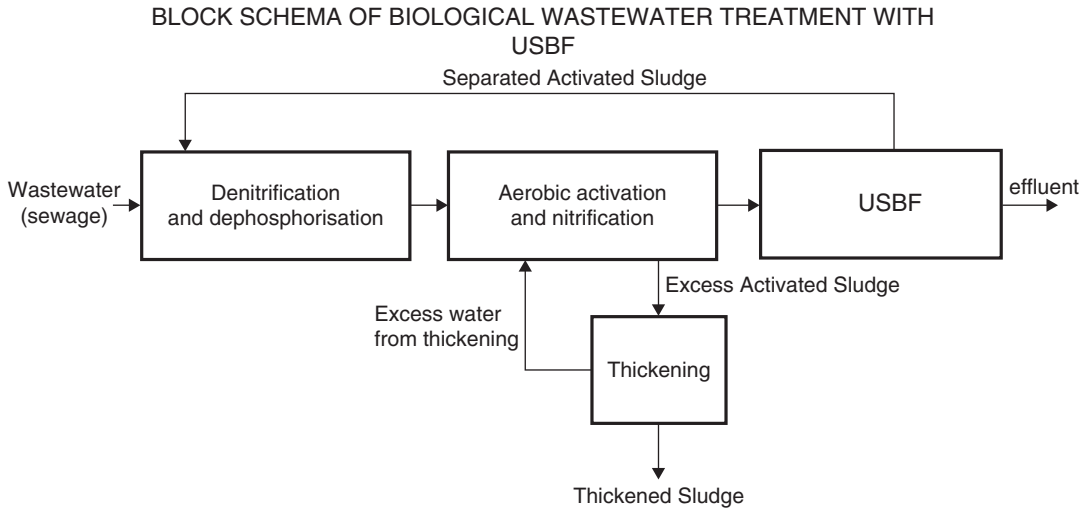 BLOCK SCHEMA OF BIOLOGICAL WASTEWATER TREATMENT WITH
USBF
Separated Activated Sludge
Wastewater
(sewage)
Denitrification
and dephosphorisation
Aerobic activation
and nitrification
USBF
effluent
Excess Activated Sludge
Excess water
from thickening
Thickening
Thickened Sludge